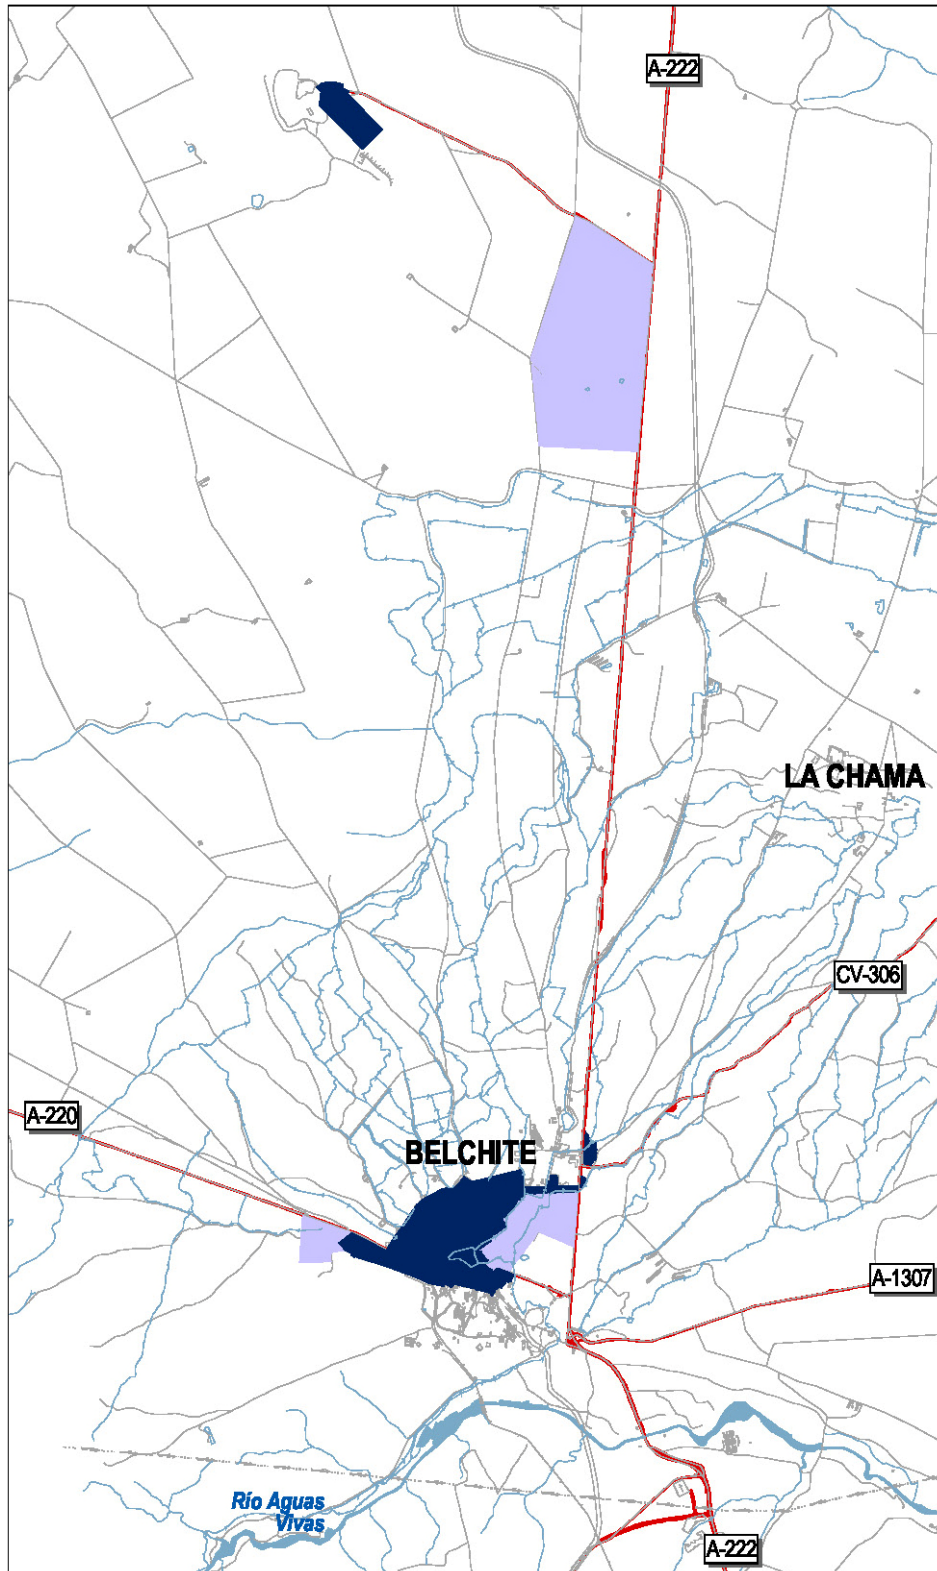 A-222
LA CHAMA
CV-306
A-220
BELCHITE
A-1307
Río Aguas
Vivas
A-222